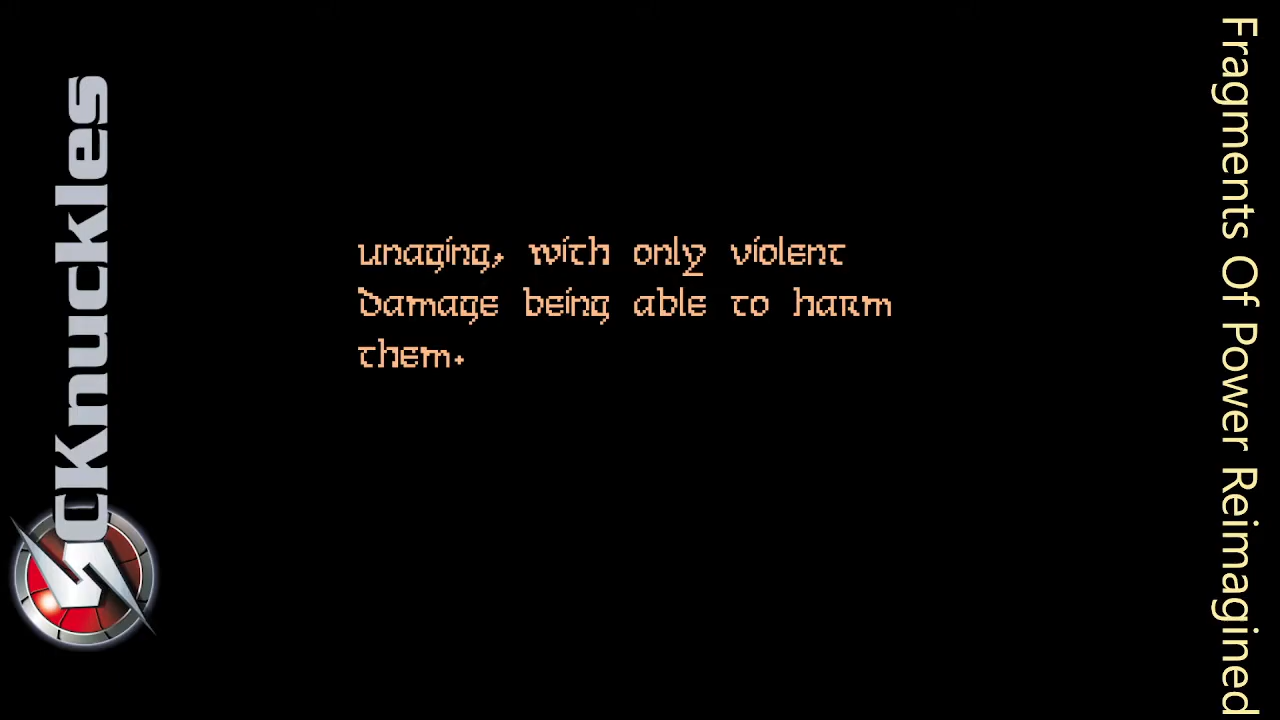 cKnuckles
unaging, with only violent
damage being able to harm
them.
Fragments Of Power Reimagined